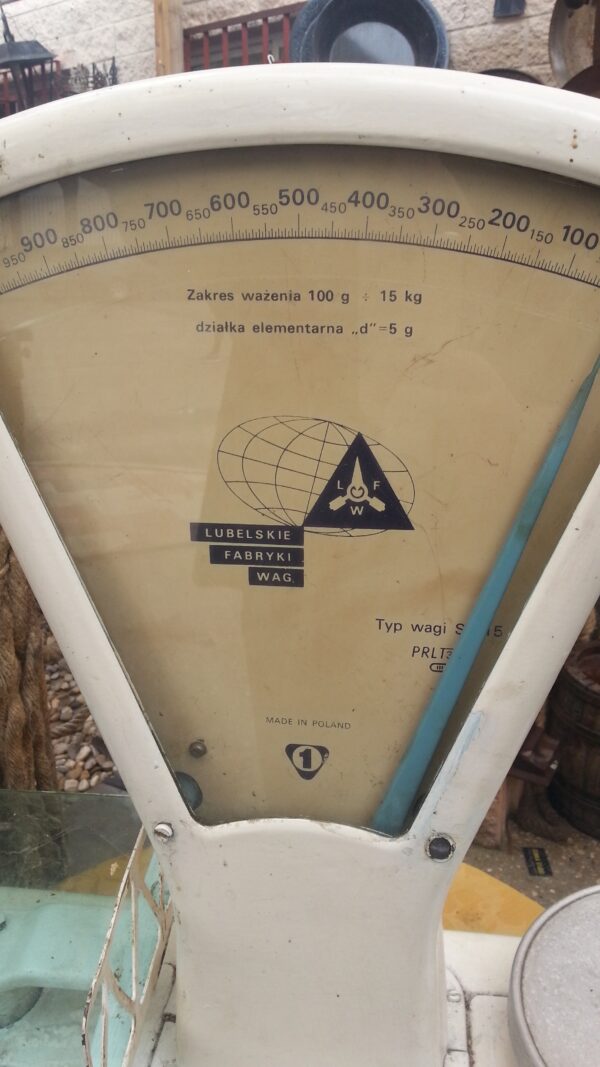 950 900 850 800 750 700 650 600 550 500 450 400 350 300 250 200 150 100
Zakres ważenia 100 g ÷ 15 kg
działka elementarna „d"=5 g
L F
W
LUBELSKIE
FABRYKI
WAG
Typ wagi
PRLT
MADE IN POLAND
1